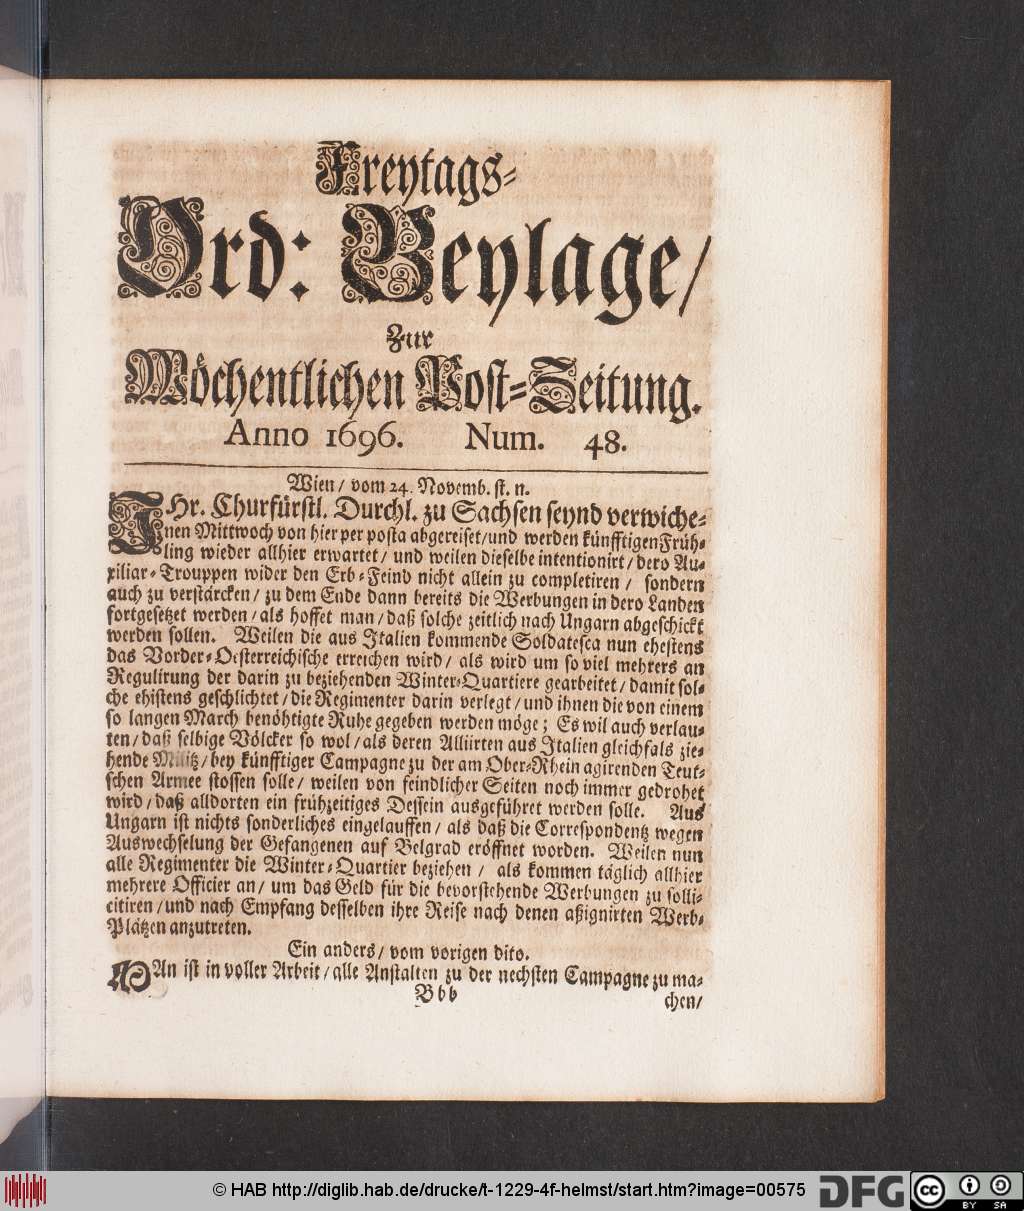 Freytags-
Ord: Beylage/
Zur
Wöchentlichen Post-Zeitung.
Anno 1696. Num. 48.
Wien/ vom 24. Novemb. st. n.
IHr. Churfürstl. Durchl. zu Sachsen seynd verwiche-
nen Mittwoch von hier per posta abgereiset/und werden künfftigen Früh-
ling wieder allhier erwartet/ und weilen dieselbe intentionirt/ dero Au-
xiliar-Trouppen wider den Erb-Feind nicht allein zu completiren/ sondern
auch zu verstärcken/ zu dem Ende dann bereits die Werbungen in dero Landen
fortgesetzet werden/ als hoffet man/ daß solche zeitlich nach Ungarn abgeschickt
werden sollen. Weilen die aus Italien kommende Soldatesca nun ehestens
das Vorder-Oesterreichische erreichen wird/ als wird um so viel mehrers an
Regulirung der darin zu beziehenden Winter-Quartiere gearbeitet/ damit sol-
che ehistens geschlichtet/ die Regimenter darin verlegt/ und ihnen die von einem
so langen March benöhtigte Ruhe gegeben werden möge; Es wil auch verlau-
ten/ daß selbige Völcker so wol/ als deren Alliirten aus Italien gleichfals zie-
hende Militz/ bey künfftiger Campagne zu der am Ober-Rhein agirenden Teut-
schen Armee stossen solle/ weilen von feindlicher Seiten noch immer gedrohet
wird/ daß alldorten ein frühzeitiges Dessein ausgeführet werden solle. Aus
Ungarn ist nichts sonderliches eingelauffen/ als daß die Correspondentz wegen
Auswechselung der Gefangenen auf Belgrad eröffnet worden. Weilen nun
alle Regimenter die Winter-Quartier beziehen/ als kommen täglich allhier
mehrere Officier an/ um das Geld für die bevorstehende Werbungen zu solli-
citiren/ und nach Empfang desselben ihre Reise nach denen aßignirten Werb-
Plätzen anzutreten.
Ein anders/ vom vorigen dito.
MAn ist in voller Arbeit/ alle Anstalten zu der nechsten Campagne zu ma-
Bbb chen/
© HAB http://diglib.hab.de/drucke/t-1229-4f-helmst/start.htm?image=00575 DFG cc BY SA